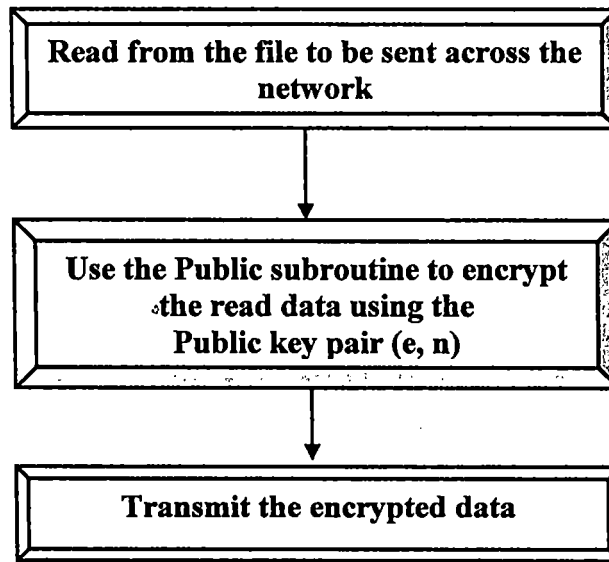 Read from the file to be sent across the
network
Use the Public subroutine to encrypt
the read data using the
Public key pair (e, n)
Transmit the encrypted data